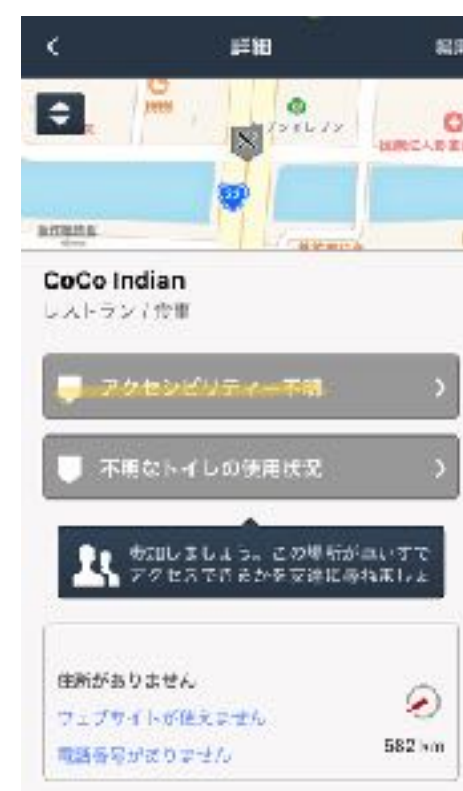 詳細
CoCo Indian
レストラン / 食事
アクセシビリティー不明
不明なトイレの使用状況
参加しましょう。この場所が車いすで
アクセスできるかを友達に尋ねましょ
住所がありません
ウェブサイトが使えません
電話番号がありません
582 km